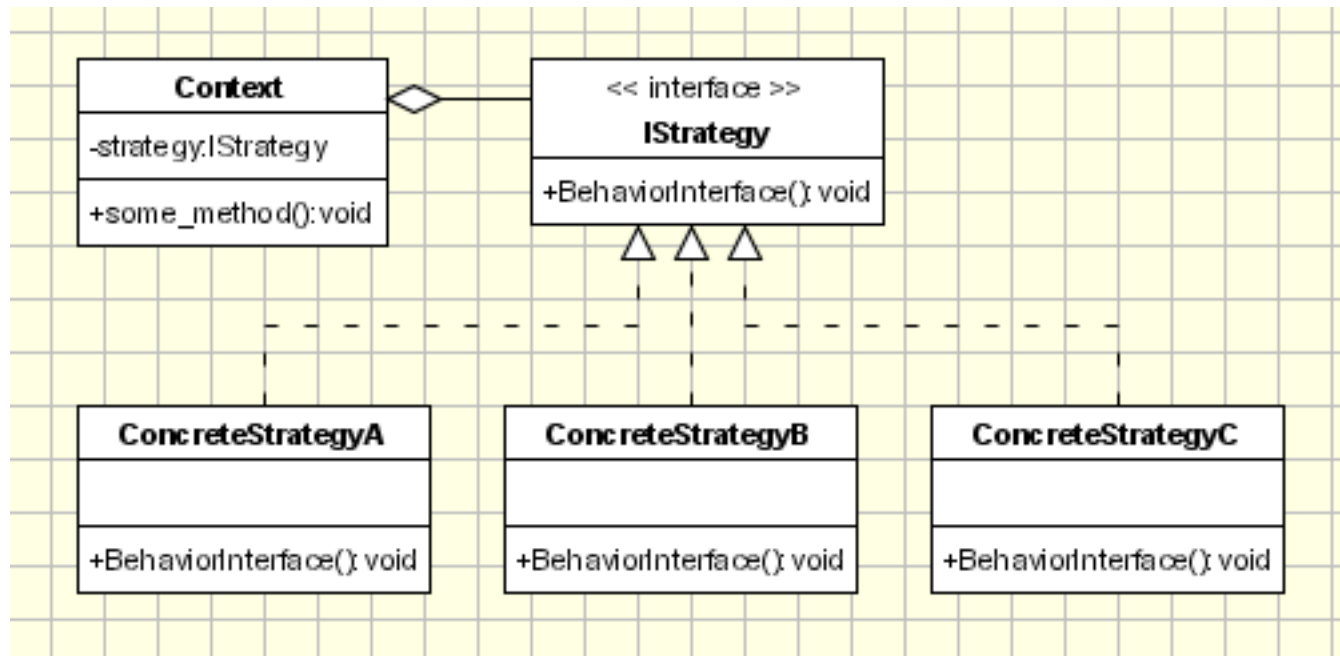 Context
-strategy:IStrategy
+some_method():void
<< interface >>
IStrategy
+BehaviorInterface(): void
ConcreteStrategyA
+BehaviorInterface(): void
ConcreteStrategyB
+BehaviorInterface(): void
ConcreteStrategyC
+BehaviorInterface(): void